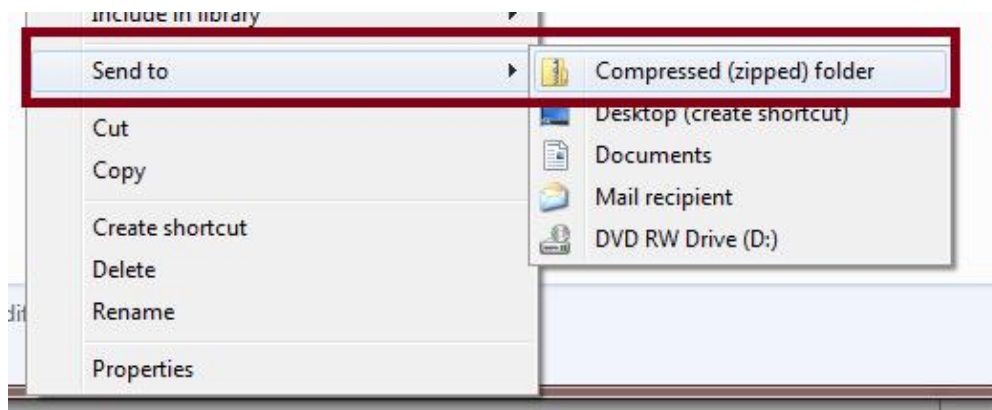 Include in library
Send to
Compressed (zipped) folder
Desktop (create shortcut)
Cut
Documents
Copy
Mail recipient
Create shortcut
DVD RW Drive (D:)
Delete
Rename
Properties